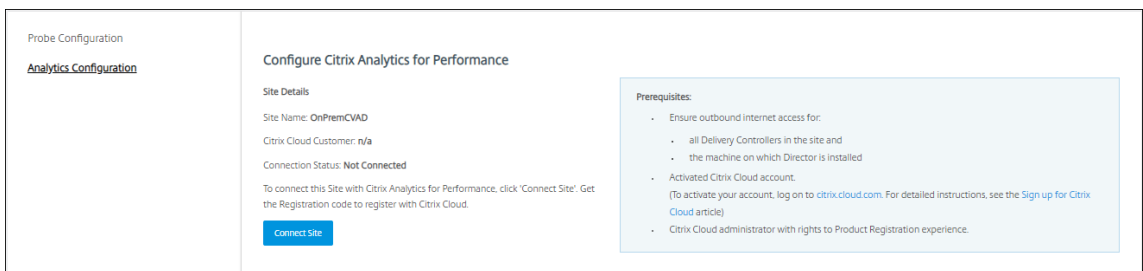 Probe Configuration
Analytics Configuration
Configure Citrix Analytics for Performance
Site Details
Site Name: OnPremCVAD
Citrix Cloud Customer: n/a
Connection Status: Not Connected
To connect this Site with Citrix Analytics for Performance, click 'Connect Site'. Get
the Registration code to register with Citrix Cloud.
Connect Site
Prerequisites:
• Ensure outbound internet access for:
• all Delivery Controllers in the site and
• the machine on which Director is installed
• Activated Citrix Cloud account.
(To activate your account, log on to citrix.cloud.com. For detailed instructions, see the Sign up for Citrix
Cloud article)
• Citrix Cloud administrator with rights to Product Registration experience.